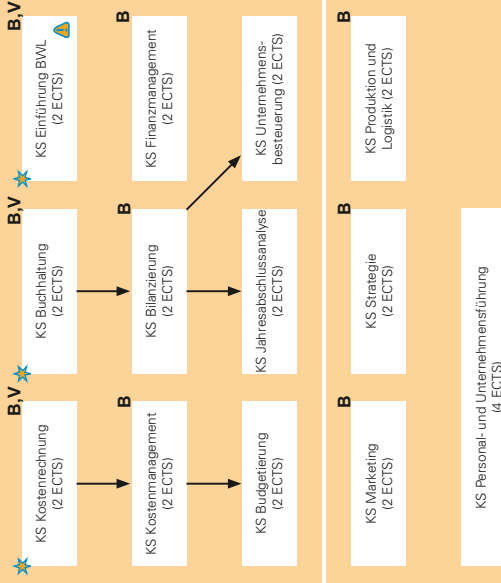 B,V
KS Kostenrechnung
(2 ECTS)
B,V
KS Buchhaltung
(2 ECTS)
B,V
KS Einführung BWL
(2 ECTS)
B
KS Kostenmanagement
(2 ECTS)
B
KS Bilanzierung
(2 ECTS)
B
KS Finanzmanagement
(2 ECTS)
KS Budgetierung
(2 ECTS)
KS Jahresabschlussanalyse
(2 ECTS)
KS Unternehmens-
besteuerung (2 ECTS)
B
KS Marketing
(2 ECTS)
B
KS Strategie
(2 ECTS)
KS Produktion und
Logistik (2 ECTS)
KS Personal- und Unternehmensführung
(4 ECTS)